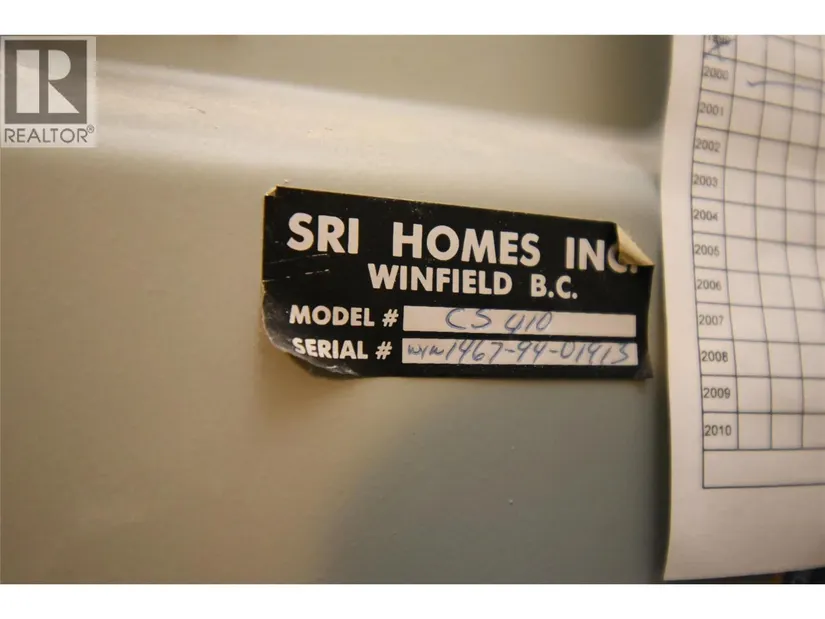 REALTOR®
SRI HOMES INC.
WINFIELD B.C.
MODEL # CS 410
SERIAL # WIN1467-94-01413
2000
2001
2002
2003
2004
2005
2006
2007
2008
2009
2010